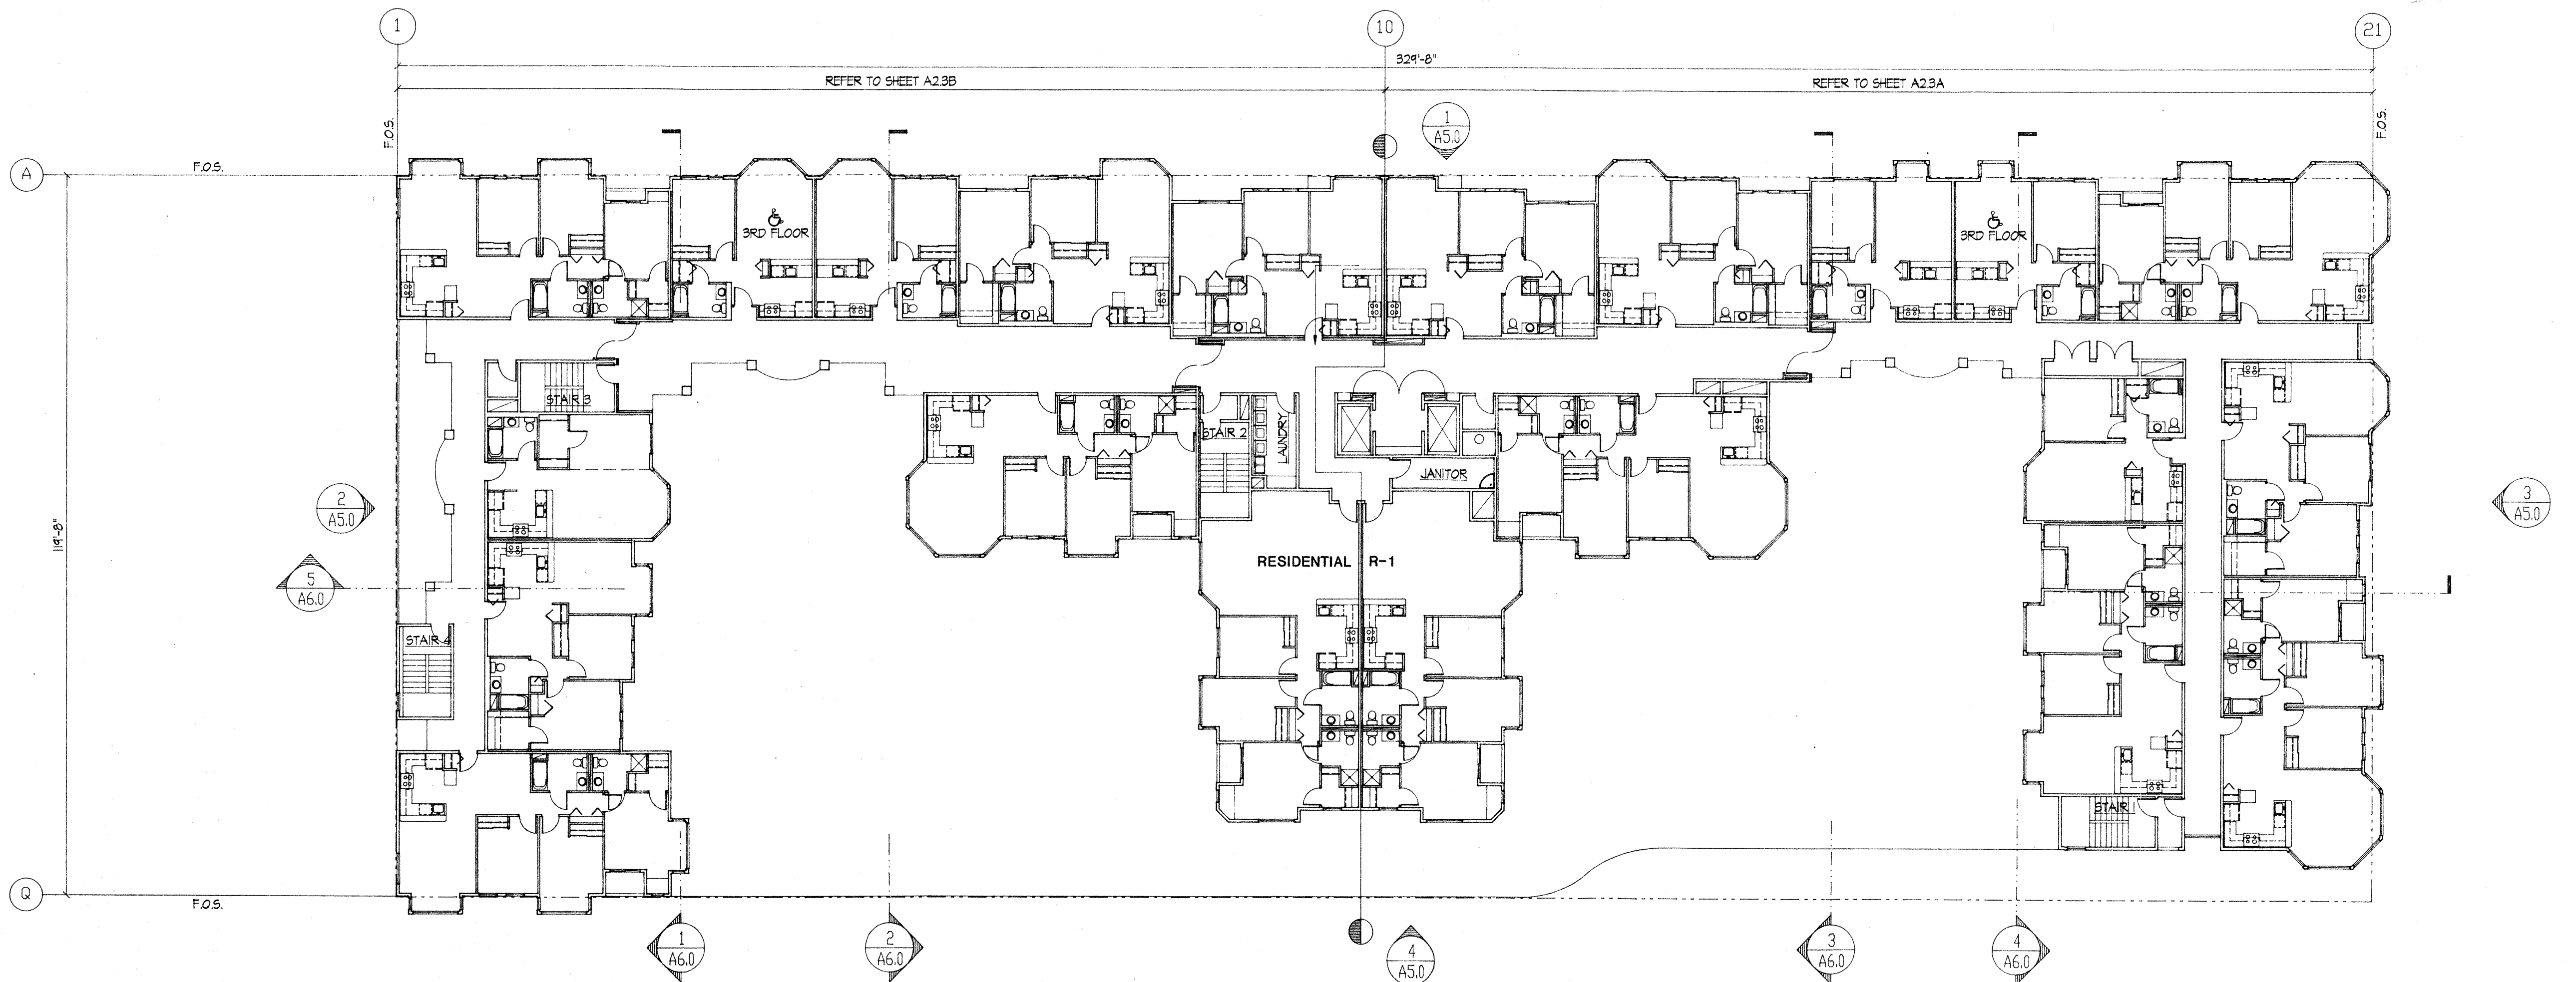 1
10
21
329'-8"
REFER TO SHEET A2.3B
REFER TO SHEET A2.3A
F.O.S.
F.O.S.
1
A5.0
A
F.O.S.
3RD FLOOR
3RD FLOOR
STAIR 3
STAIR 2
LAUNDRY
JANITOR
2
A5.0
3
A5.0
119'-8"
RESIDENTIAL R-1
5
A6.0
STAIR 4
STAIR 1
Q
F.O.S.
1
A6.0
2
A6.0
4
A5.0
3
A6.0
4
A6.0